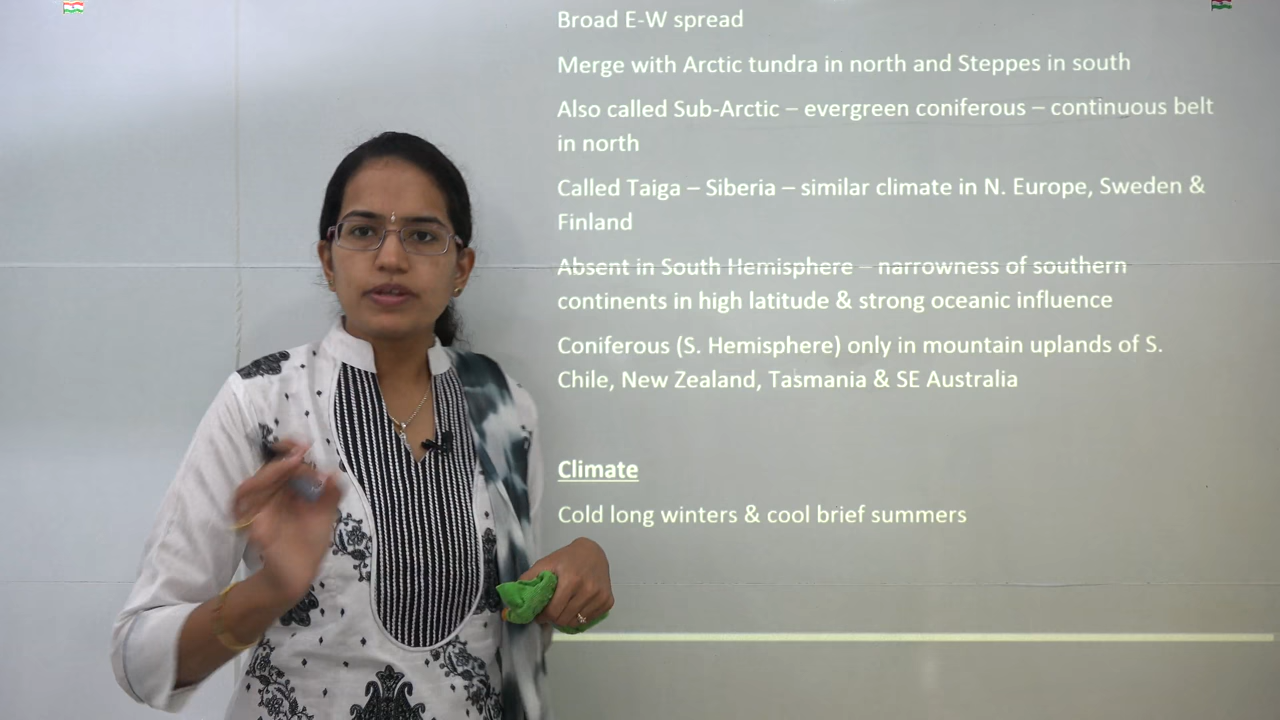 Broad E-W spread
Merge with Arctic tundra in north and Steppes in south
Also called Sub-Arctic – evergreen coniferous – continuous belt
in north
Called Taiga – Siberia – similar climate in N. Europe, Sweden &
Finland
Absent in South Hemisphere – narrowness of southern
continents in high latitude & strong oceanic influence
Coniferous (S. Hemisphere) only in mountain uplands of S.
Chile, New Zealand, Tasmania & SE Australia
Climate
Cold long winters & cool brief summers